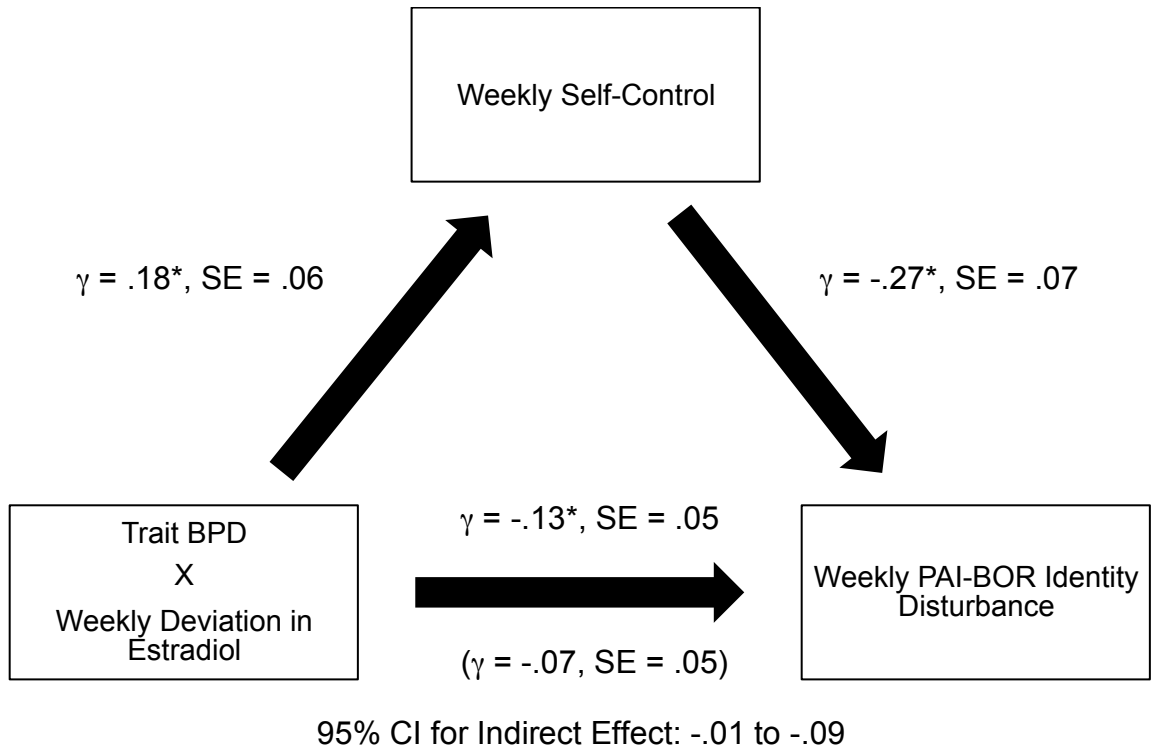 Weekly Self-Control
γ = .18*, SE = .06
γ = -.27*, SE = .07
Trait BPD
X
Weekly Deviation in
Estradiol
γ = -.13*, SE = .05
(γ = -.07, SE = .05)
Weekly PAI-BOR Identity
Disturbance
95% CI for Indirect Effect: -.01 to -.09